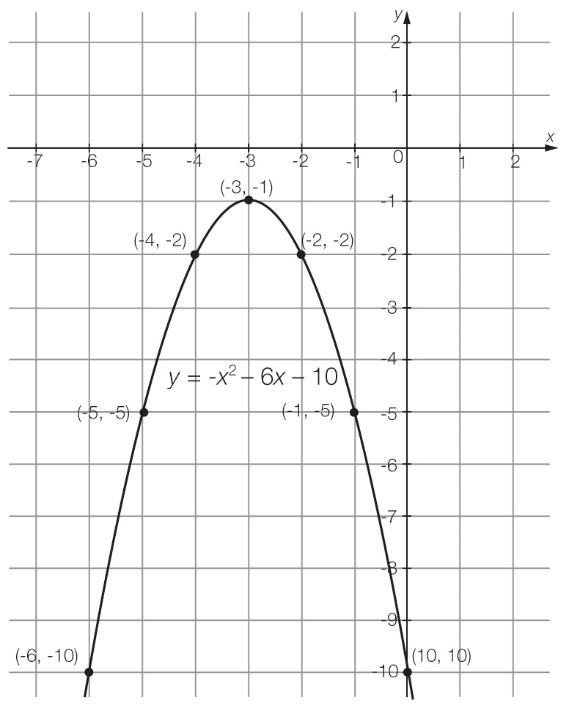 y
2
1
x
-7 -6 -5 -4 -3 -2 -1 0 1 2
(-3, -1)
-1
(-4, -2) (-2, -2) -2
-3
-4
y = -x² – 6x – 10
(-5, -5) (-1, -5) -5
-6
-7
-8
-9
(-6, -10) (10, 10)
-10